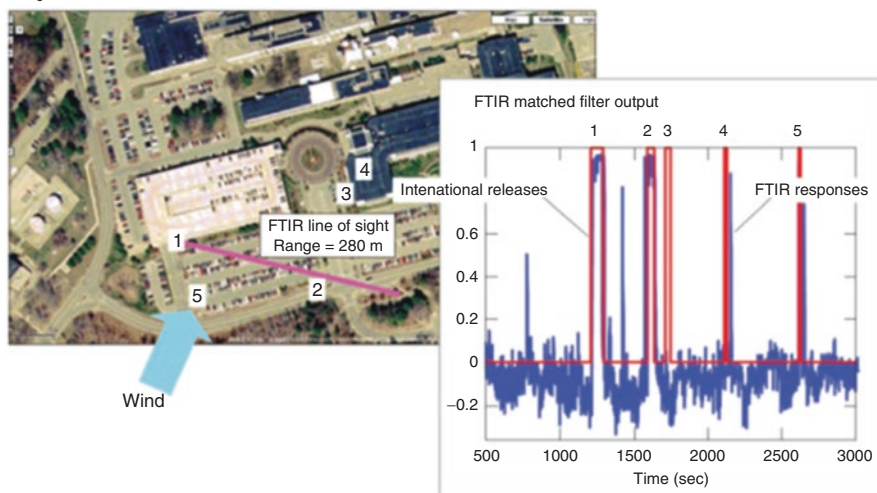 FTIR matched filter output
1 2 3 4 5
1
Intenational releases
FTIR responses
0.6
0.4
0.2
0
−0.2
500 1000 1500 2000 2500 3000
Time (sec)
4
3
FTIR line of sight
Range = 280 m
1
5
2
Wind